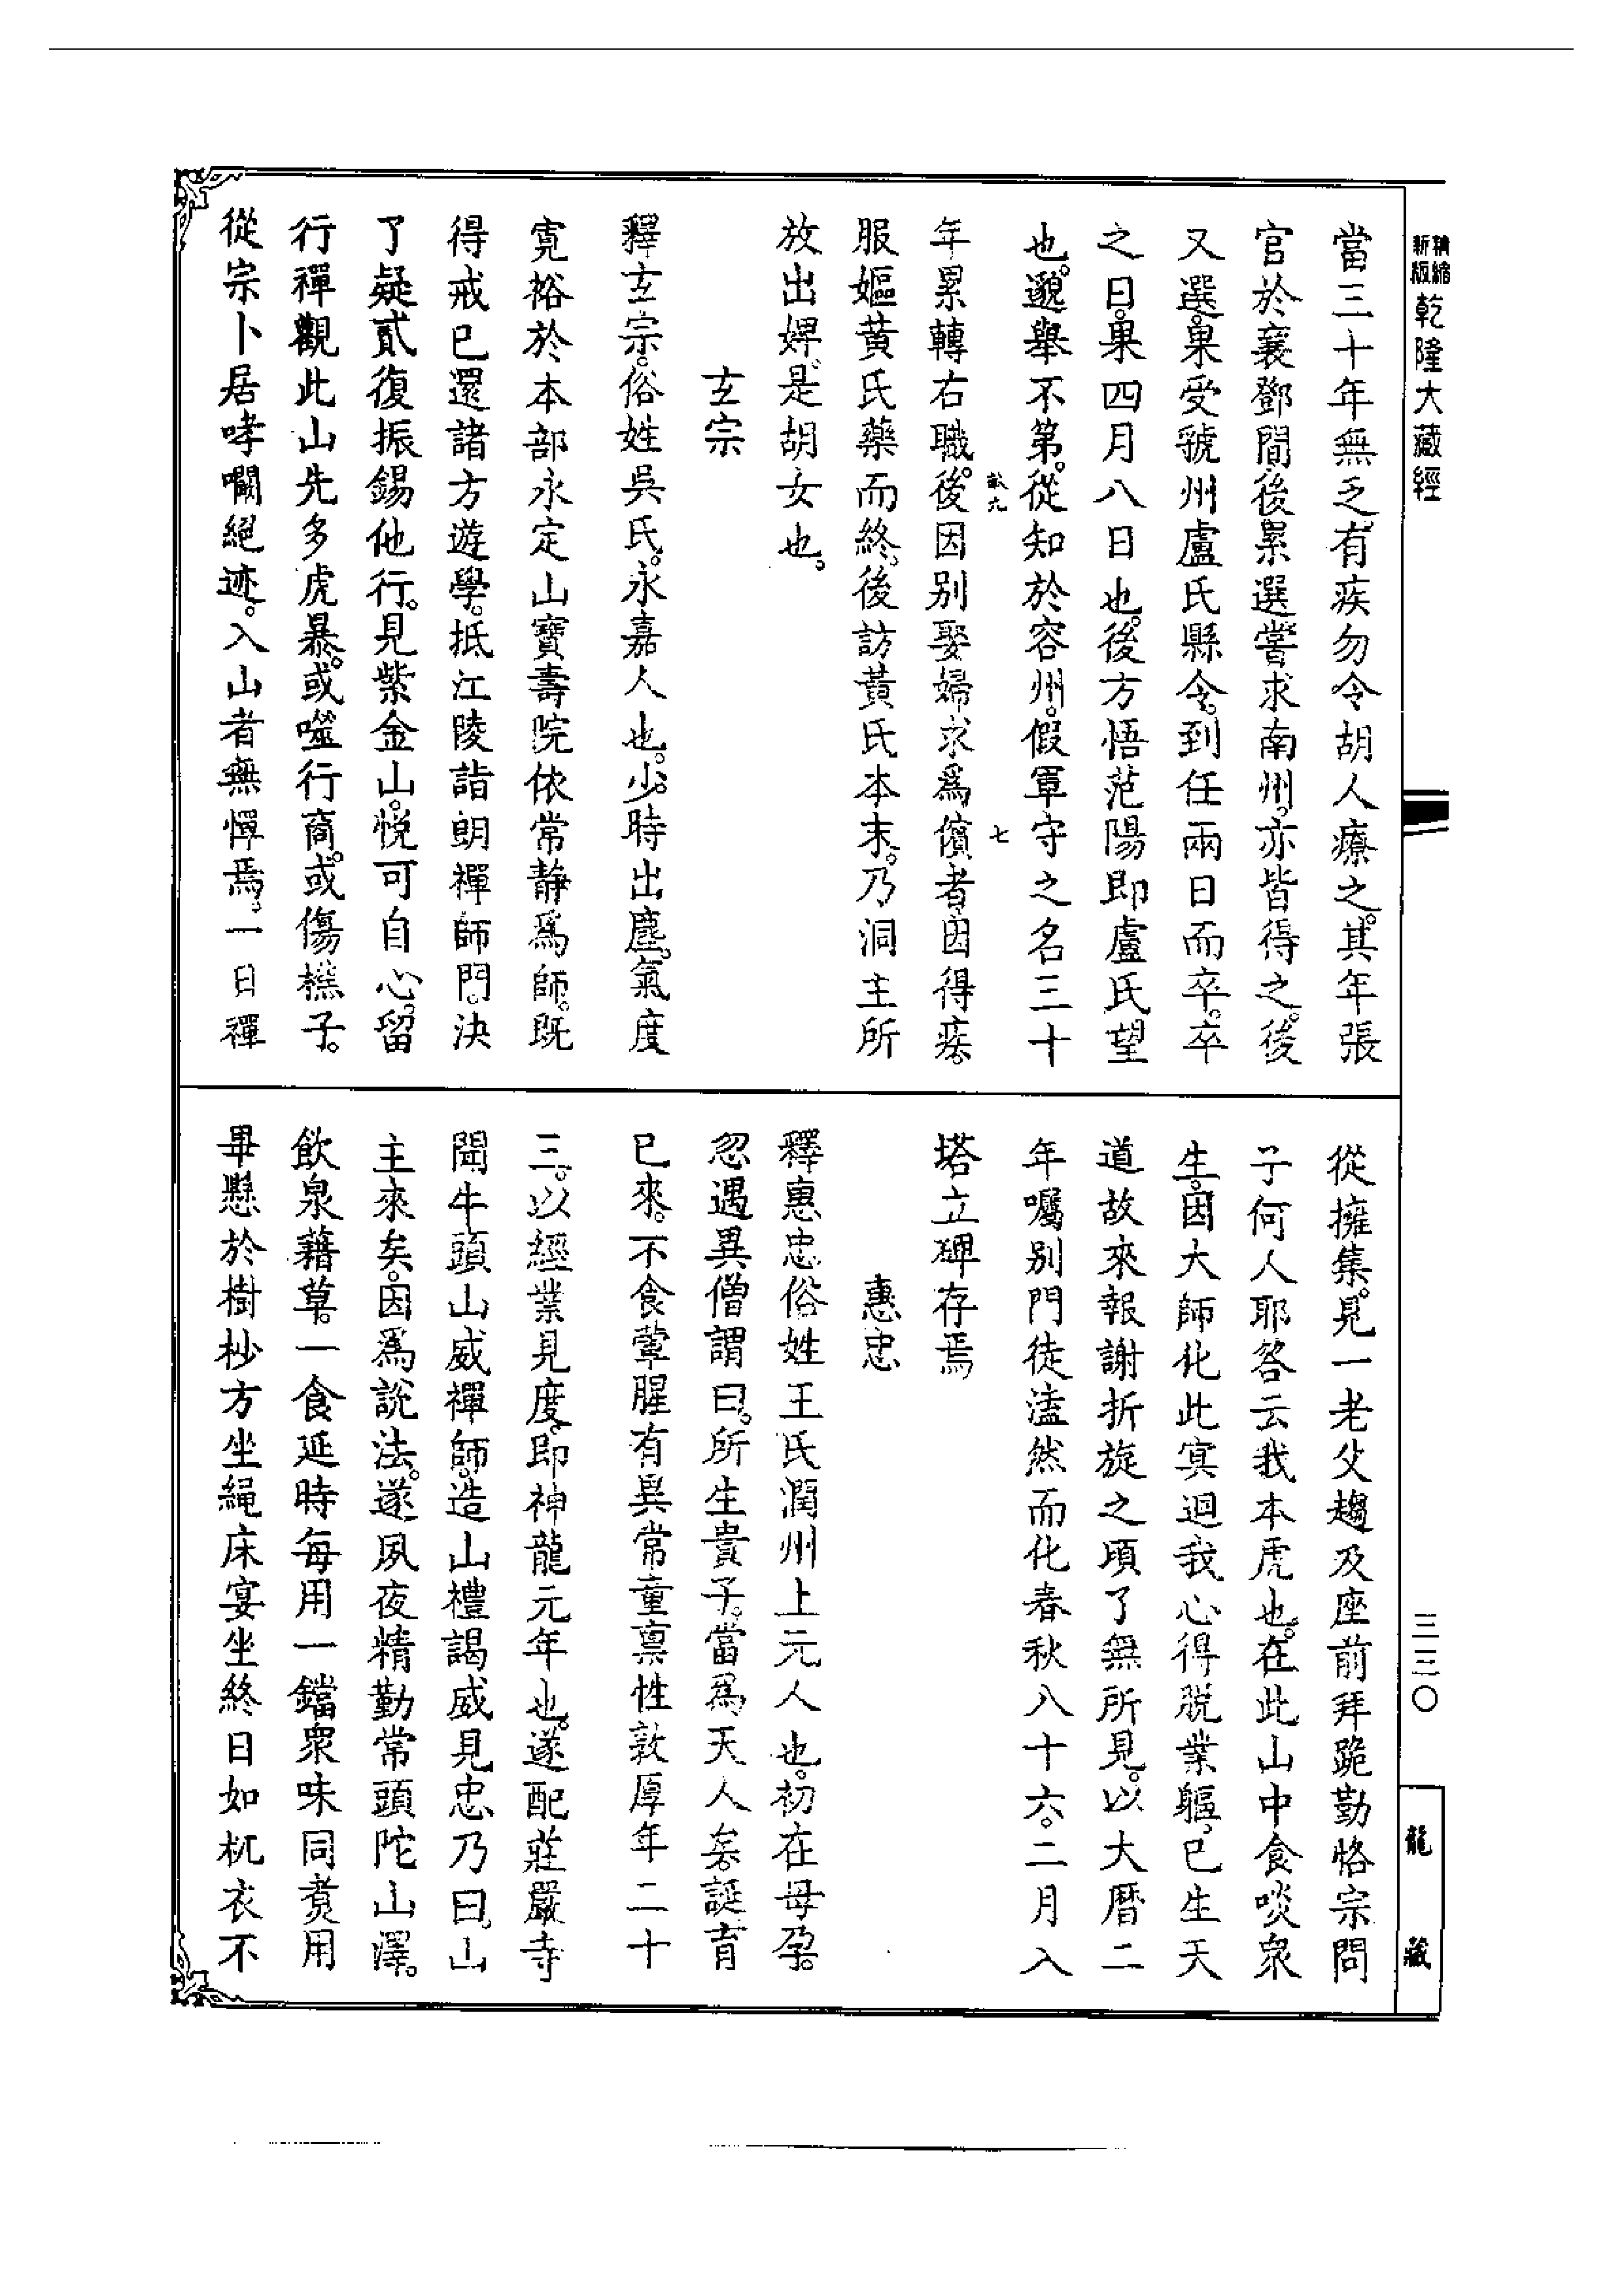 精縮新版 乾隆大藏經
當三十年無乏有疾勿令胡人療之。其年張
官於襄鄧間後累選嘗求南州。亦皆得之。後
又選。果受虢州盧氏縣令。到任兩日而卒。卒
之日。果四月八日也。後方悟范陽即盧氏望
也。邈舉不第。從知於容州。假軍守之名三十
七
年累轉右職。後因别娶婦求爲儐者。因得疾。
服嫗黄氏藥而終。後訪黄氏本末。乃洞主所
放出婢。是胡女也。
玄宗
釋玄宗。俗姓吳氏。永嘉人也。少時出塵。氣度
寬裕於本部永定山寶壽院依常静爲師。既
得戒已還諸方遊學。抵江陵詣朗禪師門。決
了疑貳復振錫他行。見紫金山。悦可自心。留
行禪觀此山先多虎暴。或噬行商。或傷樵子。
從宗卜居哮㘚絕迹。入山者無憚焉。一日禪
從擁集。見一老父趨及座前拜跪勤恪宗問
子何人耶答云我本虎也。在此山中食啖衆
生。因大師化此冥迴我心得脱業軀。已生天
道故來報謝折旋之頃了無所見。以大曆二
年囑别門徒溘然而化春秋八十六。二月入
塔立碑存焉
惠忠
釋惠忠俗姓王氏潤州上元人也。初在母孕。
忽遇異僧謂曰。所生貴子。當爲天人矣。誕育
已來。不食葷腥有異常童禀性敦厚年二十
三。以經業見度。即神龍元年也。遂配莊嚴寺
聞牛頭山威禪師。造山禮謁威見忠乃曰。山
主來矣。因爲説法。遂夙夜精勤常頭陀山澤。
飲泉藉草。一食延時每用一鐺衆味同煑用
畢懸於樹杪方坐繩床宴坐終日如杌衣不
三三〇
龍藏